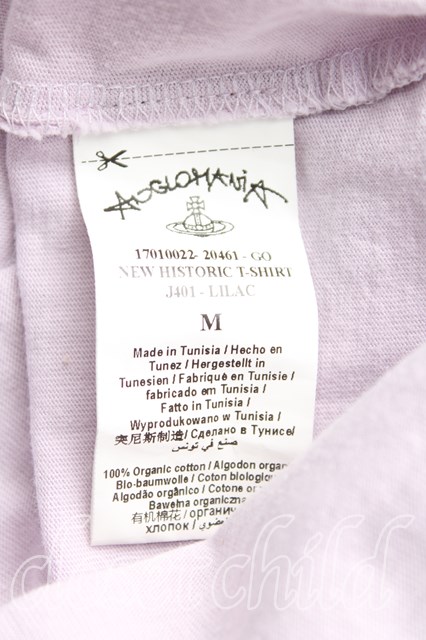 ANGLOMANIA
17010022- 20461 - GO
NEW HISTORIC T-SHIRT
J401 - LILAC
M
Made in Tunisia / Hecho en
Tunez / Hergestellt in
Tunesien / Fabriqué en Tunisie /
fabricado em Tunisia /
Fatto in Tunisia /
Wyprodukowano w Tunisia /
突尼斯制造/ Сделано в Тунисе/
صنع في تونس
100% Organic cotton / Algodon organ
Bio-baumwolle / Coton biologiq
Algodão orgânico / Cotone or
Bawełna organiczna
有机棉花 / органич
хлопок /
child